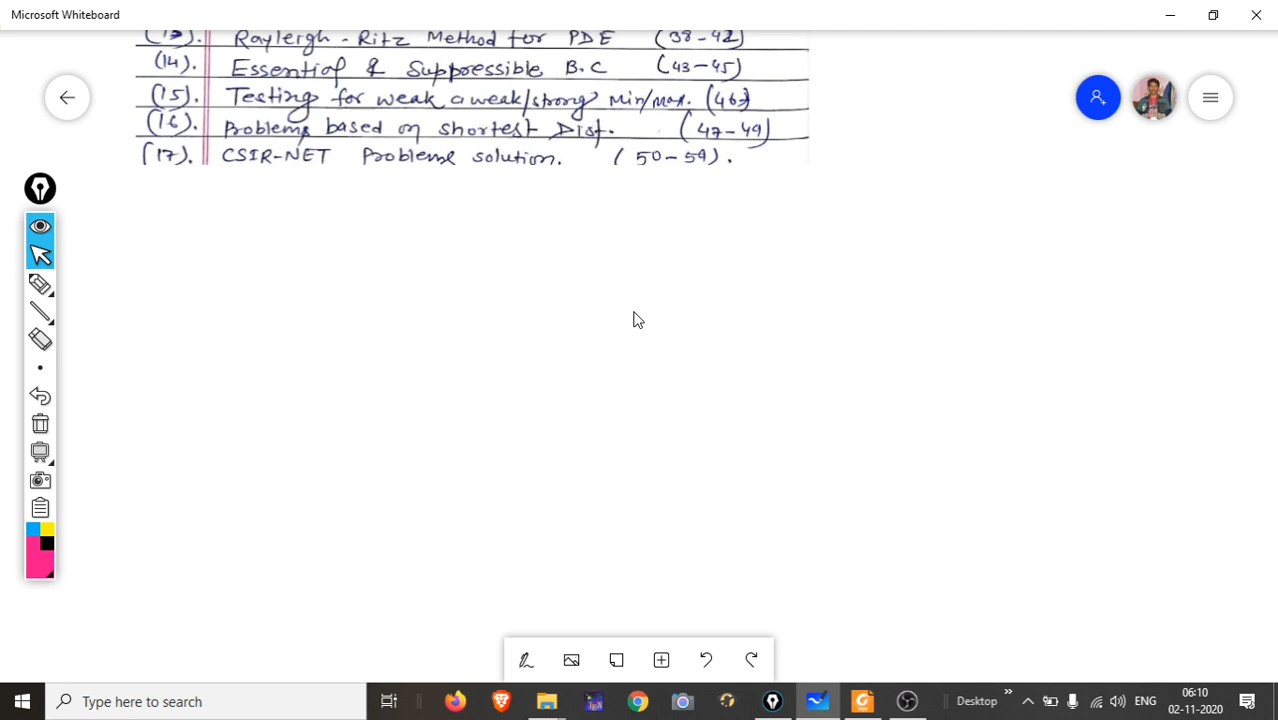 Microsoft Whiteboard
(13). Rayleigh - Ritz Method for PDE (38-42)
(14). Essential & Suppressible B.C (43-45)
(15). Testing for weak a weak/strong Min/max. (46)
(16). Problems based on shortest Dist. (47-49)
(17). CSIR-NET Problems solution. (50-59).
Type here to search
Desktop
ENG
06:10
02-11-2020